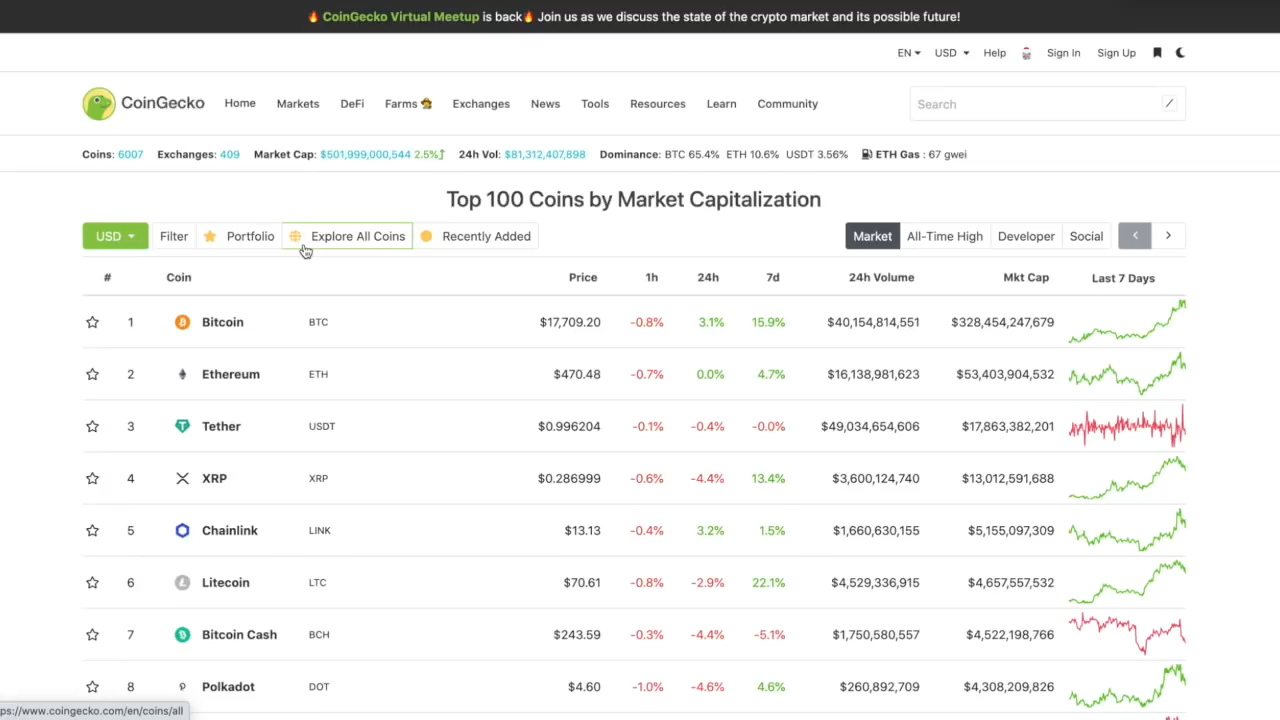 🔥 CoinGecko Virtual Meetup is back🔥 Join us as we discuss the state of the crypto market and its possible future!
EN USD Help Sign In Sign Up
CoinGecko Home Markets DeFi Farms Exchanges News Tools Resources Learn Community Search /
Coins: 6007 Exchanges: 409 Market Cap: $501,999,000,544 2.5% 24h Vol: $81,312,407,898 Dominance: BTC 65.4% ETH 10.6% USDT 3.56% ETH Gas : 67 gwei
Top 100 Coins by Market Capitalization
USD Filter Portfolio Explore All Coins Recently Added Market All-Time High Developer Social < >
# Coin Price 1h 24h 7d 24h Volume Mkt Cap Last 7 Days
1 Bitcoin BTC $17,709.20 -0.8% 3.1% 15.9% $40,154,814,551 $328,454,247,679
2 Ethereum ETH $470.48 -0.7% 0.0% 4.7% $16,138,981,623 $53,403,904,532
3 Tether USDT $0.996204 -0.1% -0.4% -0.0% $49,034,654,606 $17,863,382,201
4 XRP XRP $0.286999 -0.6% -4.4% 13.4% $3,600,124,740 $13,012,591,688
5 Chainlink LINK $13.13 -0.4% 3.2% 1.5% $1,660,630,155 $5,155,097,309
6 Litecoin LTC $70.61 -0.8% -2.9% 22.1% $4,529,336,915 $4,657,557,532
7 Bitcoin Cash BCH $243.59 -0.3% -4.4% -5.1% $1,750,580,557 $4,522,198,766
8 Polkadot DOT $4.60 -1.0% -4.6% 4.6% $260,892,709 $4,308,209,826
ps://www.coingecko.com/en/coins/all